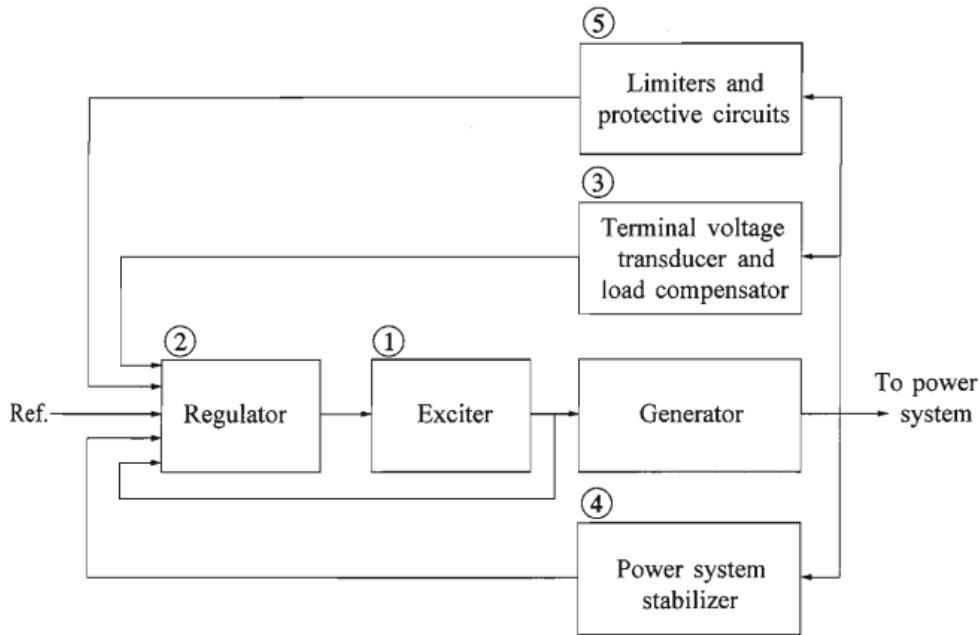 ⑤
Limiters and
protective circuits
③
Terminal voltage
transducer and
load compensator
②
①
Ref.
Regulator
Exciter
Generator
To power
system
④
Power system
stabilizer